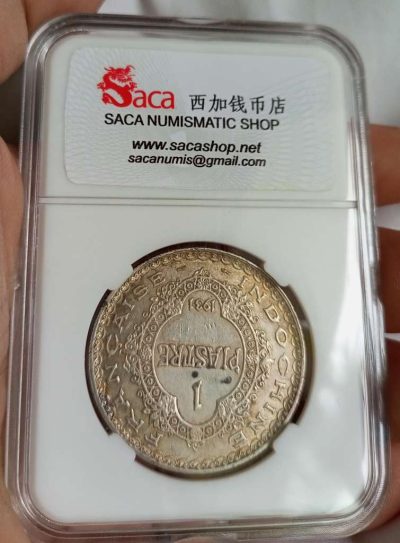 Saca 西加钱币店
SACA NUMISMATIC SHOP
www.sacashop.net
sacanumis@gmail.com
INDOCHINE FRANÇAISE
1
PIASTRE
1931